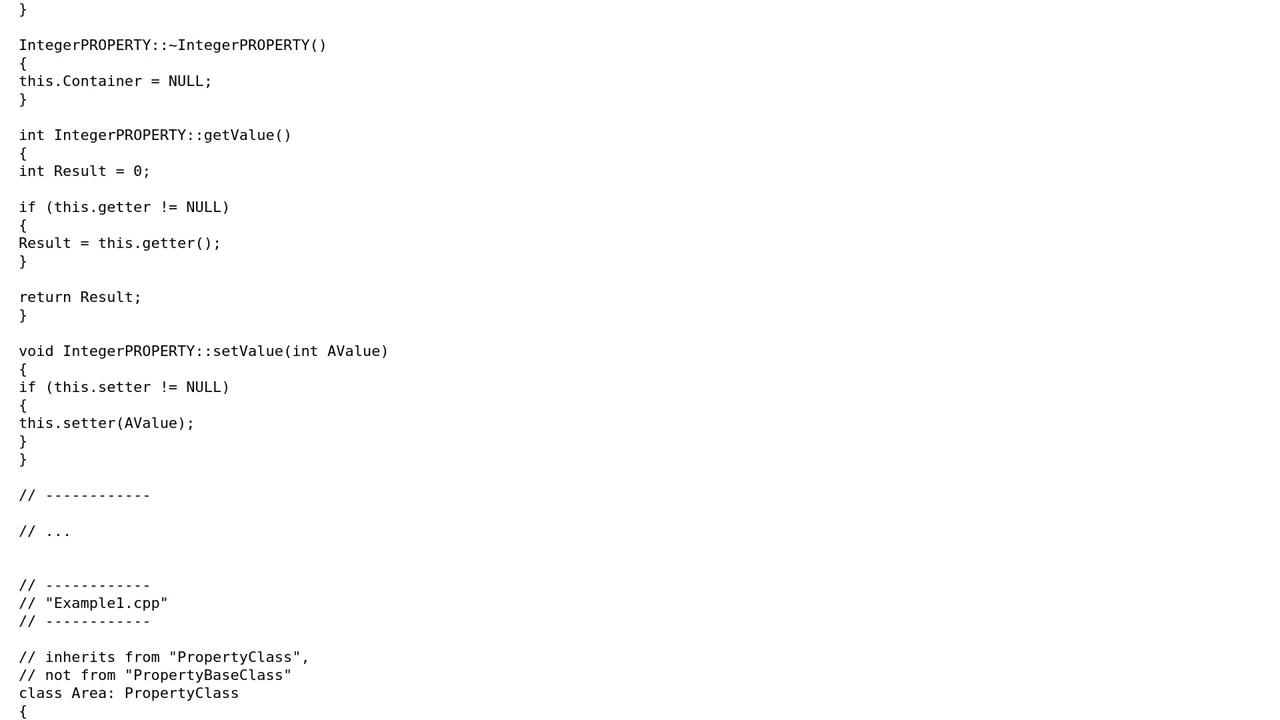 }
IntegerPROPERTY::~IntegerPROPERTY()
{
this.Container = NULL;
}
int IntegerPROPERTY::getValue()
{
int Result = 0;
if (this.getter != NULL)
{
Result = this.getter();
}
return Result;
}
void IntegerPROPERTY::setValue(int AValue)
{
if (this.setter != NULL)
{
this.setter(AValue);
}
}
// ------------
// ...
// ------------
// "Example1.cpp"
// ------------
// inherits from "PropertyClass",
// not from "PropertyBaseClass"
class Area: PropertyClass
{